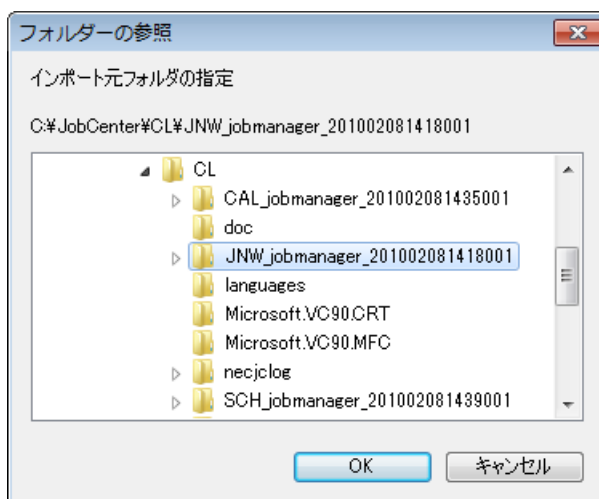 フォルダーの参照
インポート元フォルダの指定
C:¥JobCenter¥CL¥JNW_jobmanager_201002081418001
CL
CAL_jobmanager_201002081435001
doc
JNW_jobmanager_201002081418001
languages
Microsoft.VC90.CRT
Microsoft.VC90.MFC
necjclog
SCH_jobmanager_201002081439001
OK
キャンセル